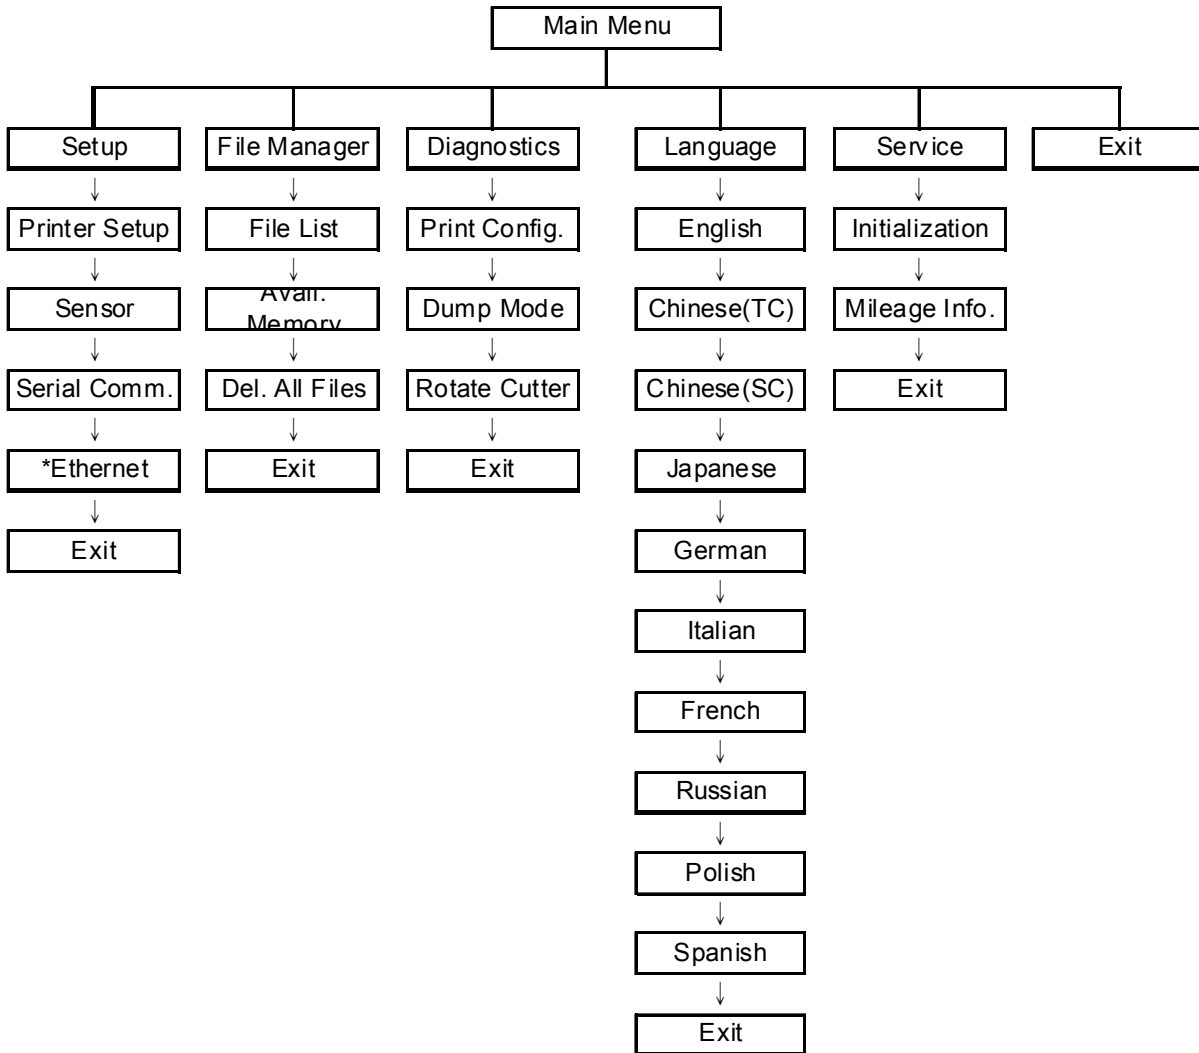 Main Menu
Setup
File Manager
Diagnostics
Language
Service
Exit
Printer Setup
Sensor
Serial Comm.
*Ethernet
Exit
File List
Avail.
Memory
Del. All Files
Exit
Print Config.
Dump Mode
Rotate Cutter
Exit
English
Chinese(TC)
Chinese(SC)
Japanese
German
Italian
French
Russian
Polish
Spanish
Exit
Initialization
Mileage Info.
Exit